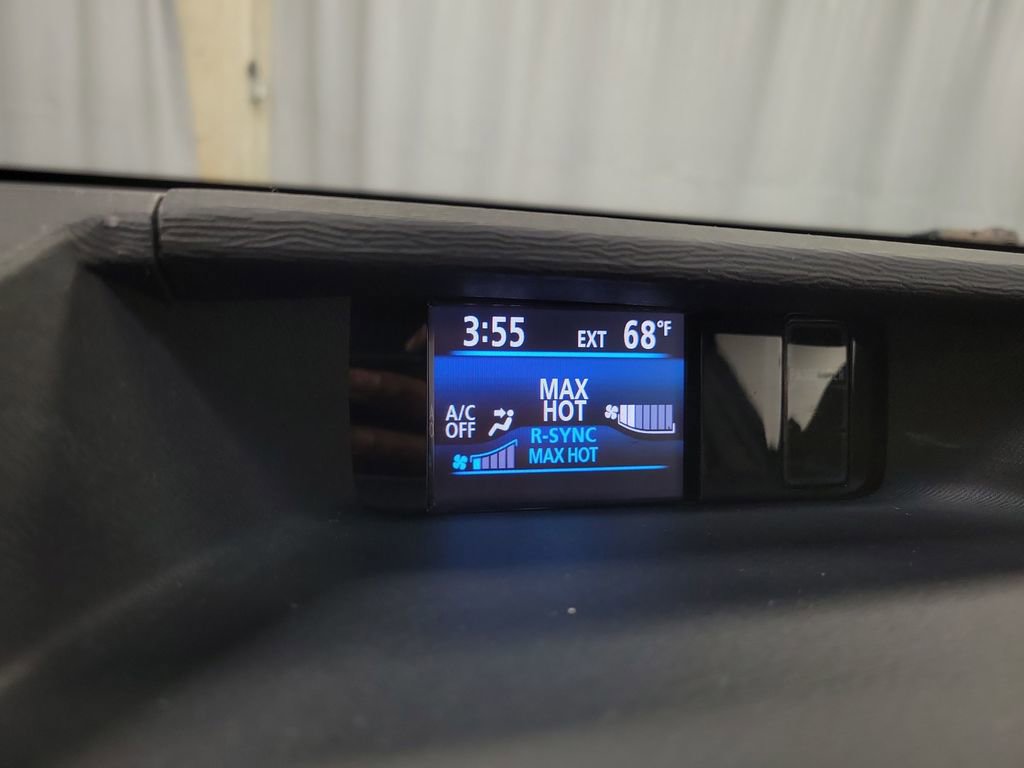 3:55 EXT 68°F
MAX
HOT
A/C
OFF
R-SYNC
MAX HOT